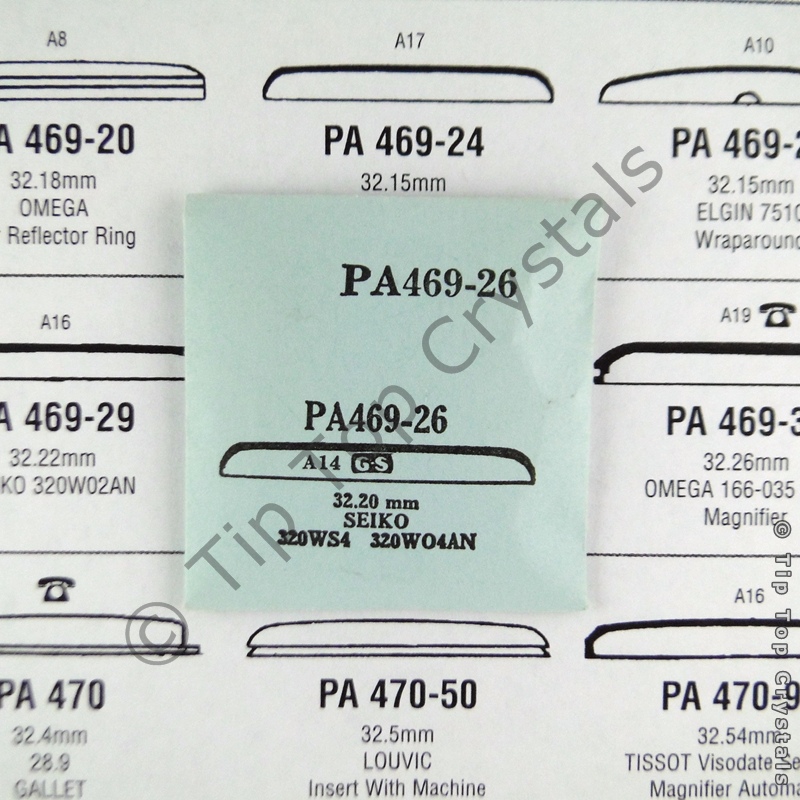 A8
A17
A10
PA 469-20
PA 469-24
PA 469-2
32.18mm
32.15mm
32.15mm
OMEGA
ELGIN 7510
Reflector Ring
Wraparound
PA469-26
A16
A19
PA469-26
A14 GS
32.20 mm
SEIKO
320WS4 320WO4AN
A 469-29
PA 469-3
32.22mm
32.26mm
KO 320W02AN
OMEGA 166-035
Magnifier
A16
PA 470
PA 470-50
PA 470-9
32.4mm
32.5mm
32.54mm
28.9
LOUVIC
TISSOT Visodate Se
GALLET
Insert With Machine
Magnifier Automa
© Tip Top Crystals
© Tip Top Crystals